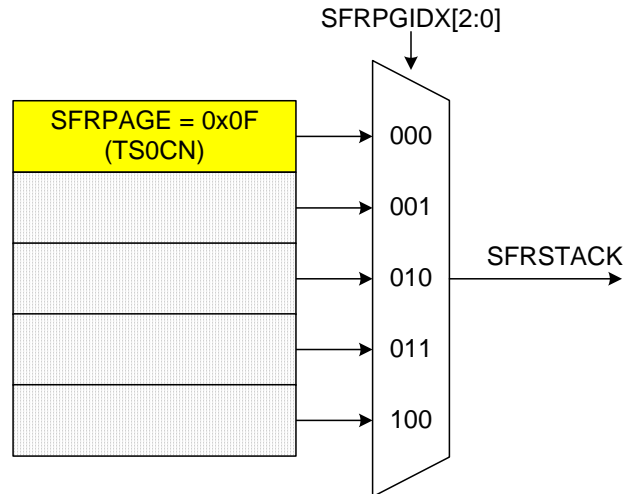 SFRPGIDX[2:0]
SFRPAGE = 0x0F
(TS0CN)
000
001
010
SFRSTACK
011
100